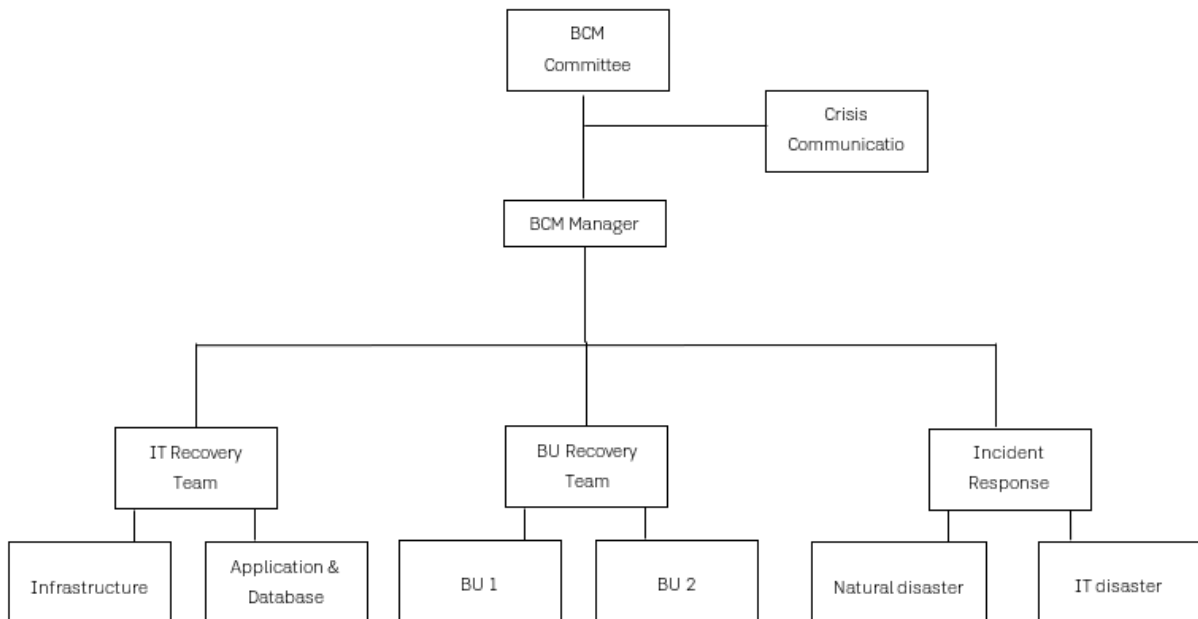 BCM
Committee
Crisis
Communicatio
BCM Manager
IT Recovery
Team
BU Recovery
Team
Incident
Response
Infrastructure
Application &
Database
BU 1
BU 2
Natural disaster
IT disaster